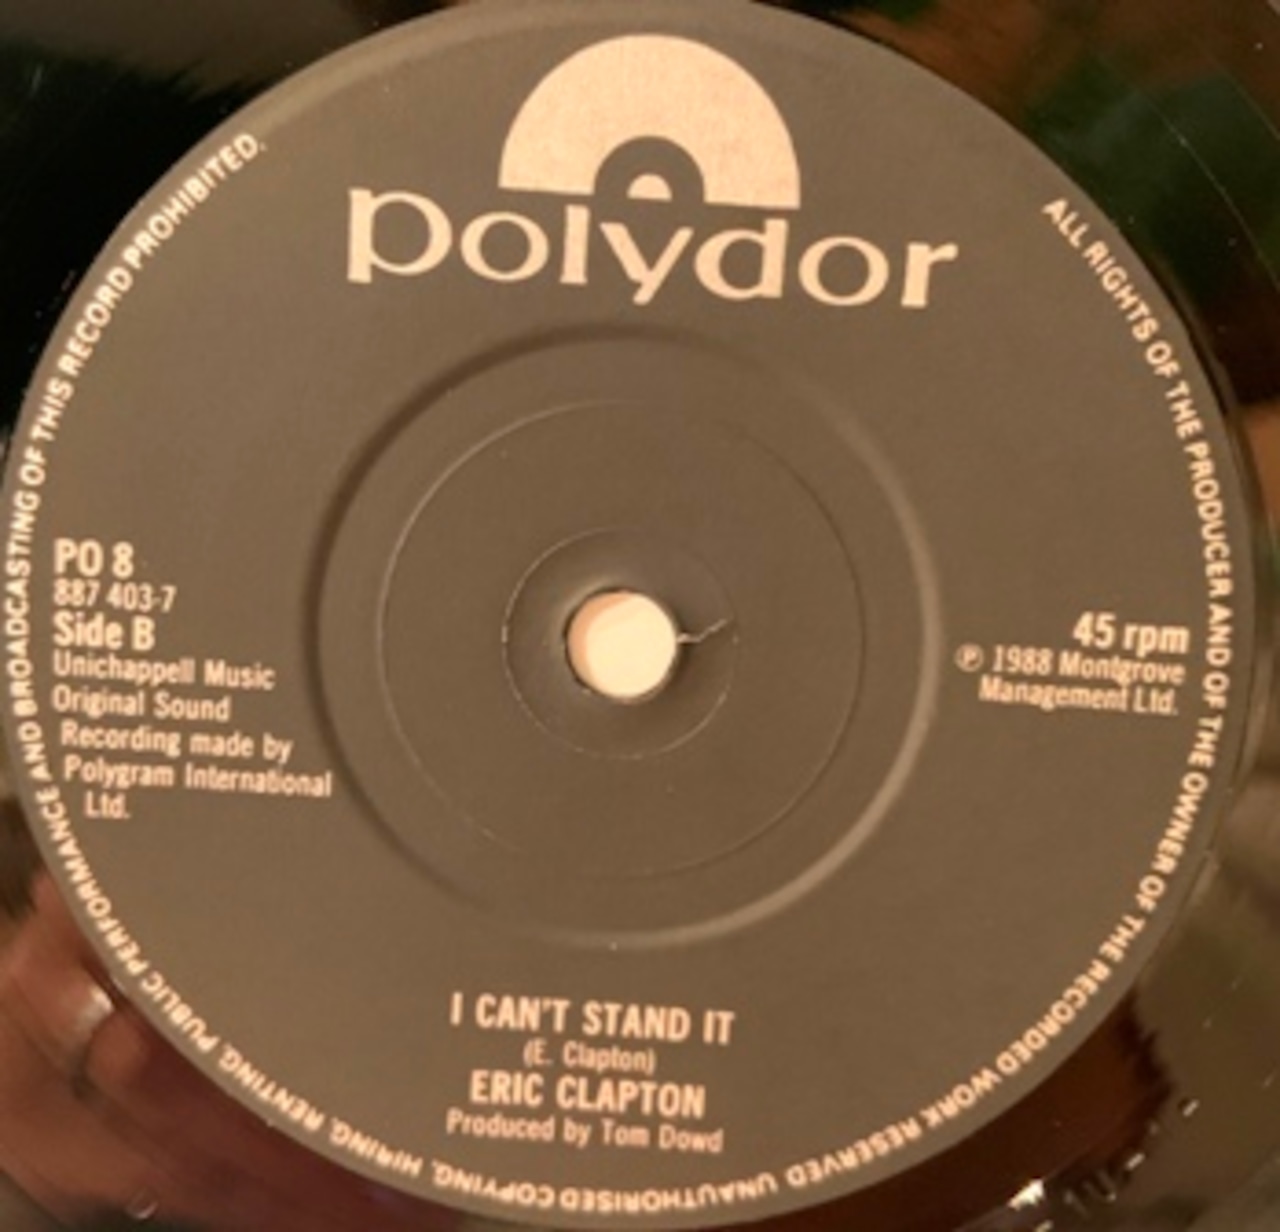 polydor
PO 8
887 403-7
Side B
Unichappell Music
Original Sound
Recording made by
Polygram International
Ltd.
45 rpm
℗ 1988 Montgrove
Management Ltd.
I CAN'T STAND IT
(E. Clapton)
ERIC CLAPTON
Produced by Tom Dowd
ALL RIGHTS OF THE PRODUCER AND OF THE OWNER OF THE RECORDED WORK RESERVED UNAUTHORISED COPYING, HIRING, RENTING, PUBLIC PERFORMANCE AND BROADCASTING OF THIS RECORD PROHIBITED.